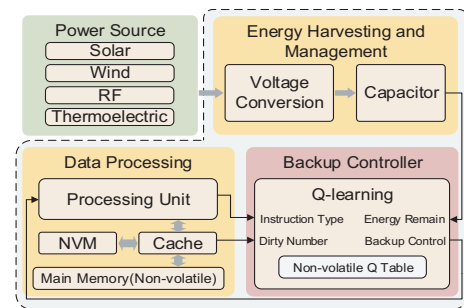 Power Source
Solar
Wind
RF
Thermoelectric
Energy Harvesting and
Management
Voltage
Conversion
Capacitor
Data Processing
Processing Unit
NVM
Cache
Main Memory(Non-volatile)
Backup Controller
Q-learning
Instruction Type
Energy Remain
Dirty Number
Backup Control
Non-volatile Q Table